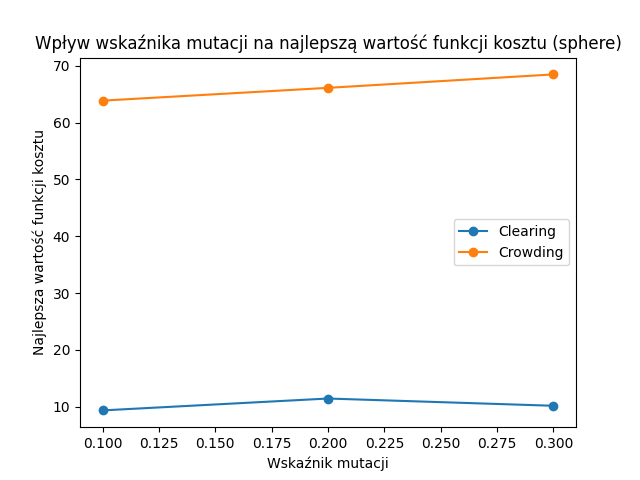 Wpływ wskaźnika mutacji na najlepszą wartość funkcji kosztu (sphere)
Najlepsza wartość funkcji kosztu
70
60
50
40
30
20
10
Clearing
Crowding
0.100 0.125 0.150 0.175 0.200 0.225 0.250 0.275 0.300
Wskaźnik mutacji